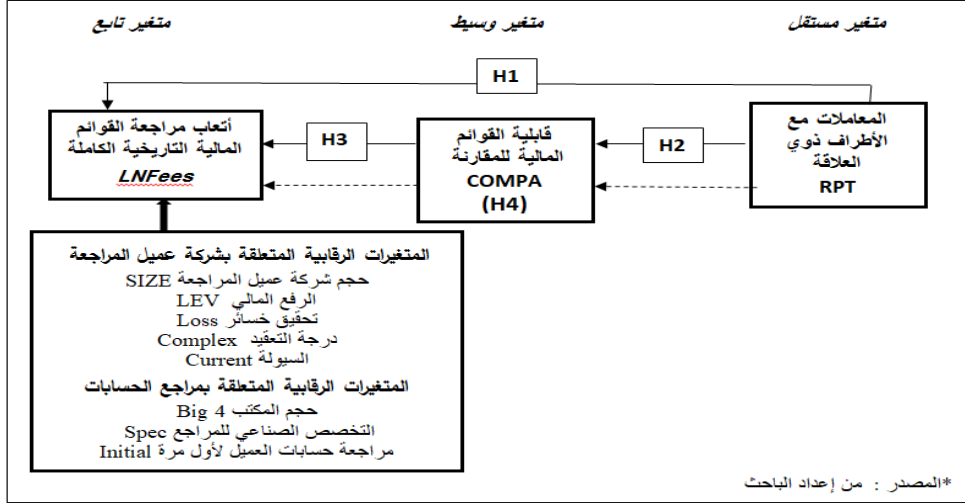 متغير مستقل
متغير وسيط
متغير تابع
H1
المعاملات مع
الأطراف ذوي
العلاقة
RPT
H2
قابلية القوائم
المالية للمقارنة
COMPA
(H4)
H3
أتعاب مراجعة القوائم
المالية التاريخية الكاملة
LNFees
المتغيرات الرقابية المتعلقة بشركة عميل المراجعة
حجم شركة عميل المراجعة SIZE
الرفع المالي LEV
تحقيق خسائر Loss
درجة التعقيد Complex
السيولة Current
المتغيرات الرقابية المتعلقة بمراجع الحسابات
حجم المكتب Big 4
التخصص الصناعي للمراجع Spec
مراجعة حسابات العميل لأول مرة Initial
*المصدر : من إعداد الباحث